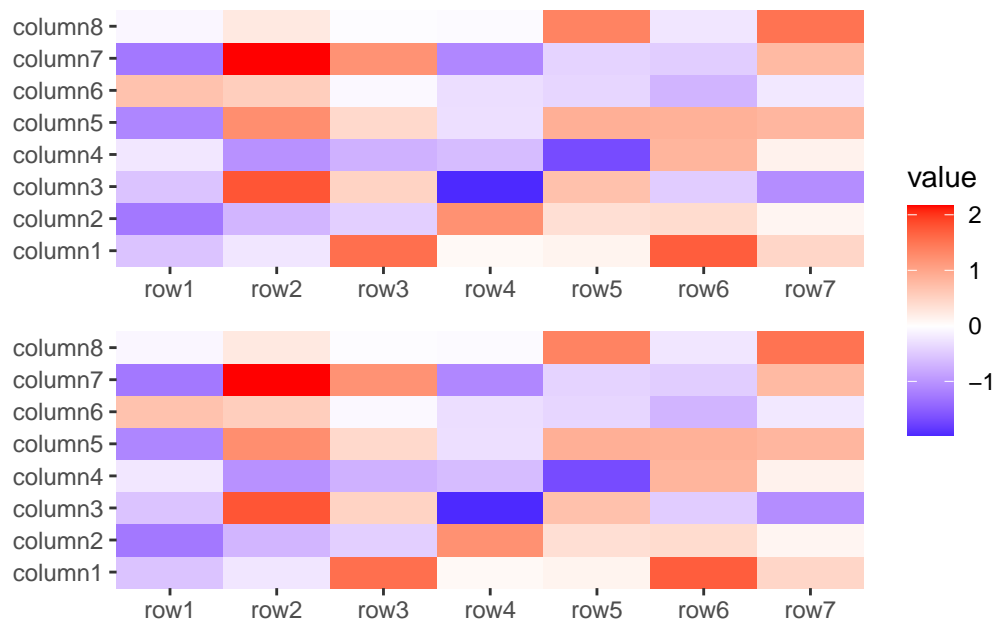 column8
column7
column6
column5
column4
column3
column2
column1
row1 row2 row3 row4 row5 row6 row7
value
2
1
0
−1
column8
column7
column6
column5
column4
column3
column2
column1
row1 row2 row3 row4 row5 row6 row7